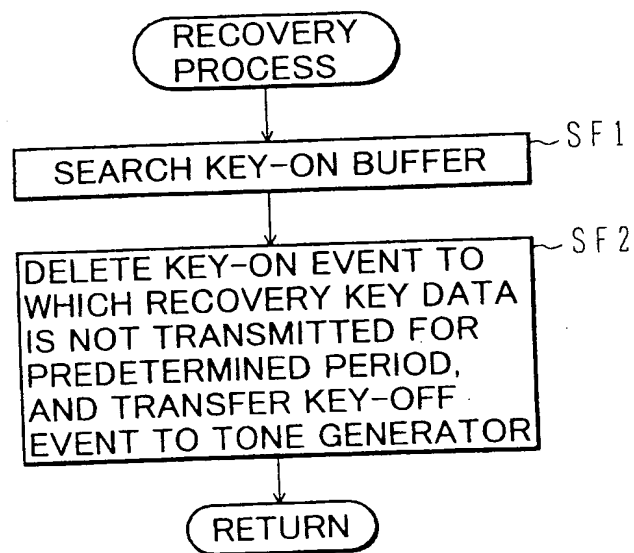 RECOVERY
PROCESS
SF1
SEARCH KEY-ON BUFFER
SF2
DELETE KEY-ON EVENT TO
WHICH RECOVERY KEY DATA
IS NOT TRANSMITTED FOR
PREDETERMINED PERIOD,
AND TRANSFER KEY-OFF
EVENT TO TONE GENERATOR
RETURN